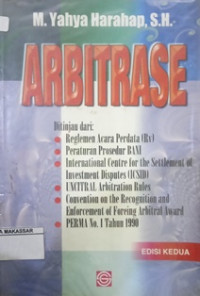 M. Yahya Harahap, S.H.
ARBITRASE
Ditinjau dari:
Reglemen Acara Perdata (Rv)
Peraturan Prosedur BANI
International Centre for the Settlement of
Investment Disputes (ICSID)
UNCITRAL Arbitration Rules
Convention on the Recognition and
Enforcement of Foreing Arbitral Award
PERMA No. 1 Tahun 1990
A MAKASSAR
EDISI KEDUA